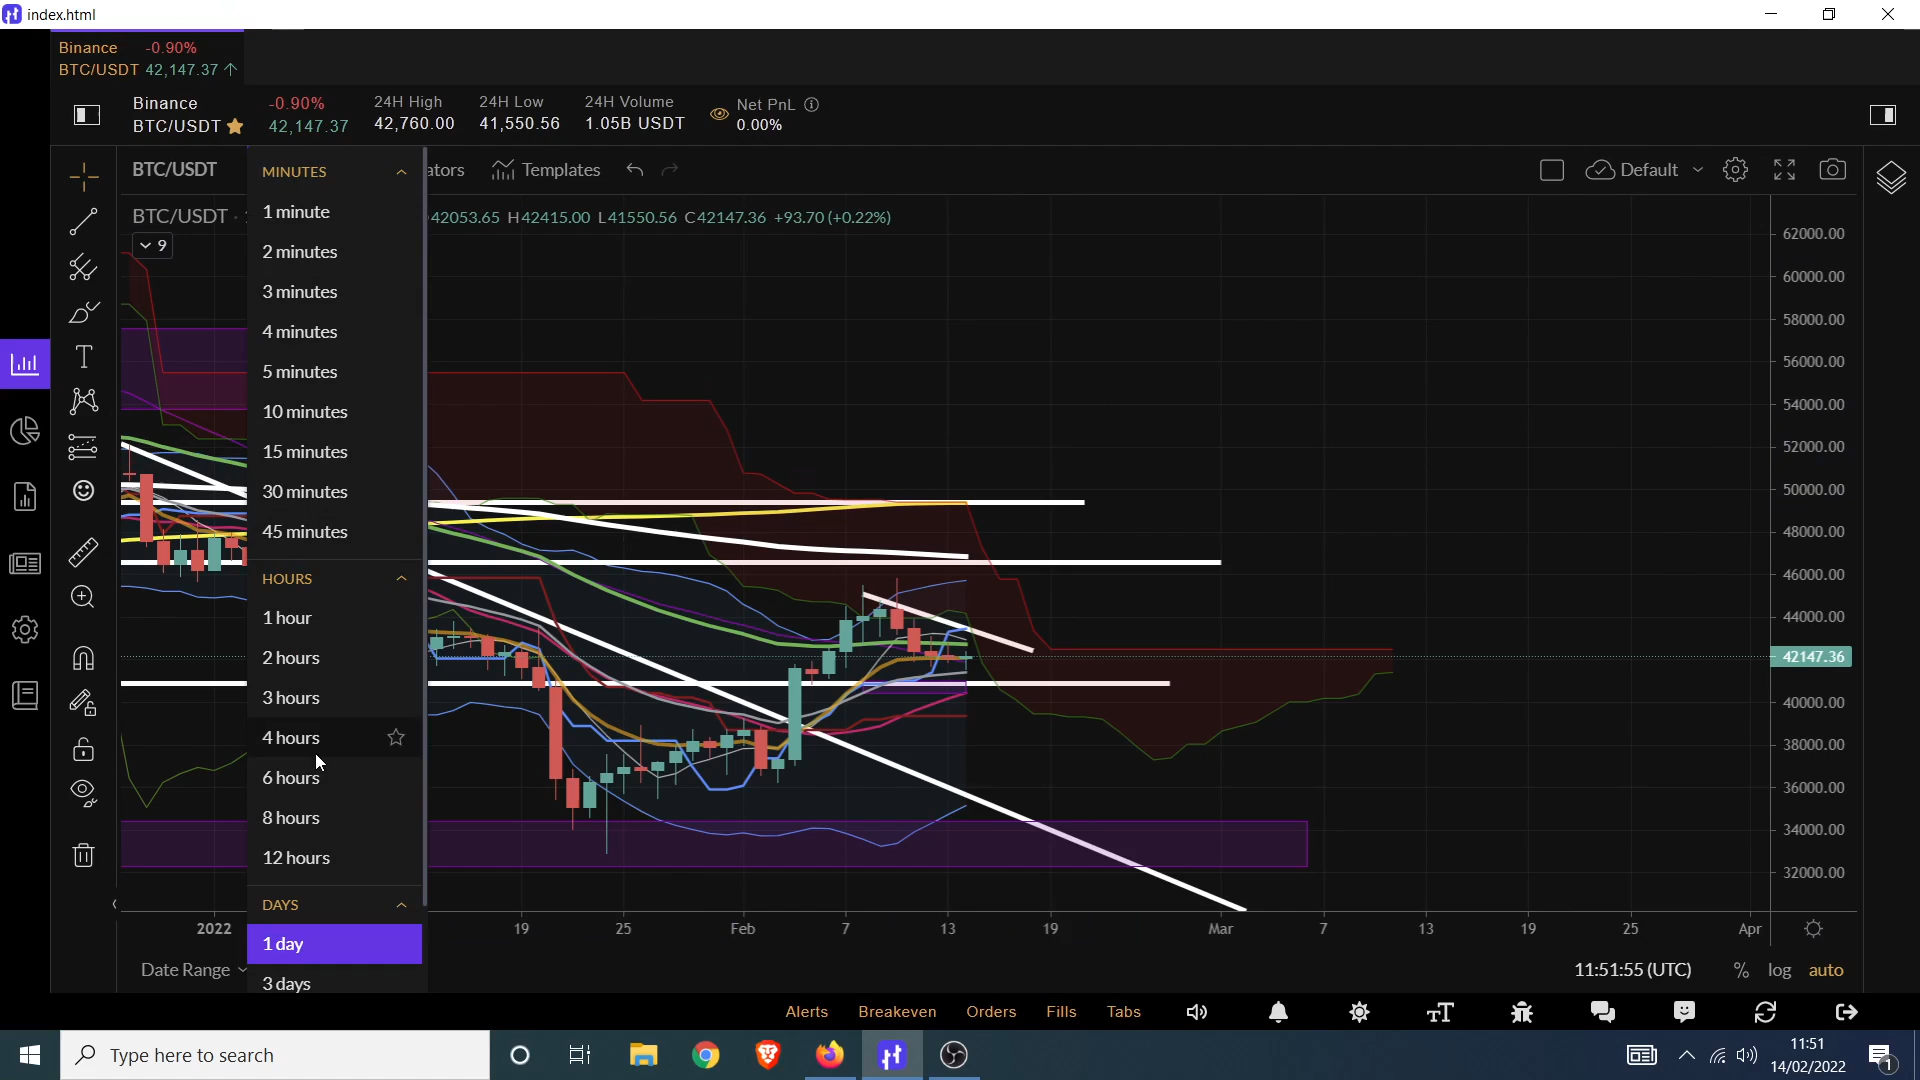 index.html
Binance -0.90%
BTC/USDT 42,147.37
Binance -0.90% 24H High 24H Low 24H Volume Net PnL
BTC/USDT 42,147.37 42,760.00 41,550.56 1.05B USDT 0.00%
BTC/USDT ators Templates Default
BTC/USDT · 42053.65 H42415.00 L41550.56 C42147.36 +93.70 (+0.22%)
9
MINUTES
1 minute
2 minutes
3 minutes
4 minutes
5 minutes
10 minutes
15 minutes
30 minutes
45 minutes
HOURS
1 hour
2 hours
3 hours
4 hours
6 hours
8 hours
12 hours
DAYS
1 day
3 days
62000.00
60000.00
58000.00
56000.00
54000.00
52000.00
50000.00
48000.00
46000.00
44000.00
42147.36
40000.00
38000.00
36000.00
34000.00
32000.00
2022 19 25 Feb 7 13 19 Mar 7 13 19 25 Apr
Date Range 11:51:55 (UTC) % log auto
Alerts Breakeven Orders Fills Tabs
Type here to search
11:51
14/02/2022
1